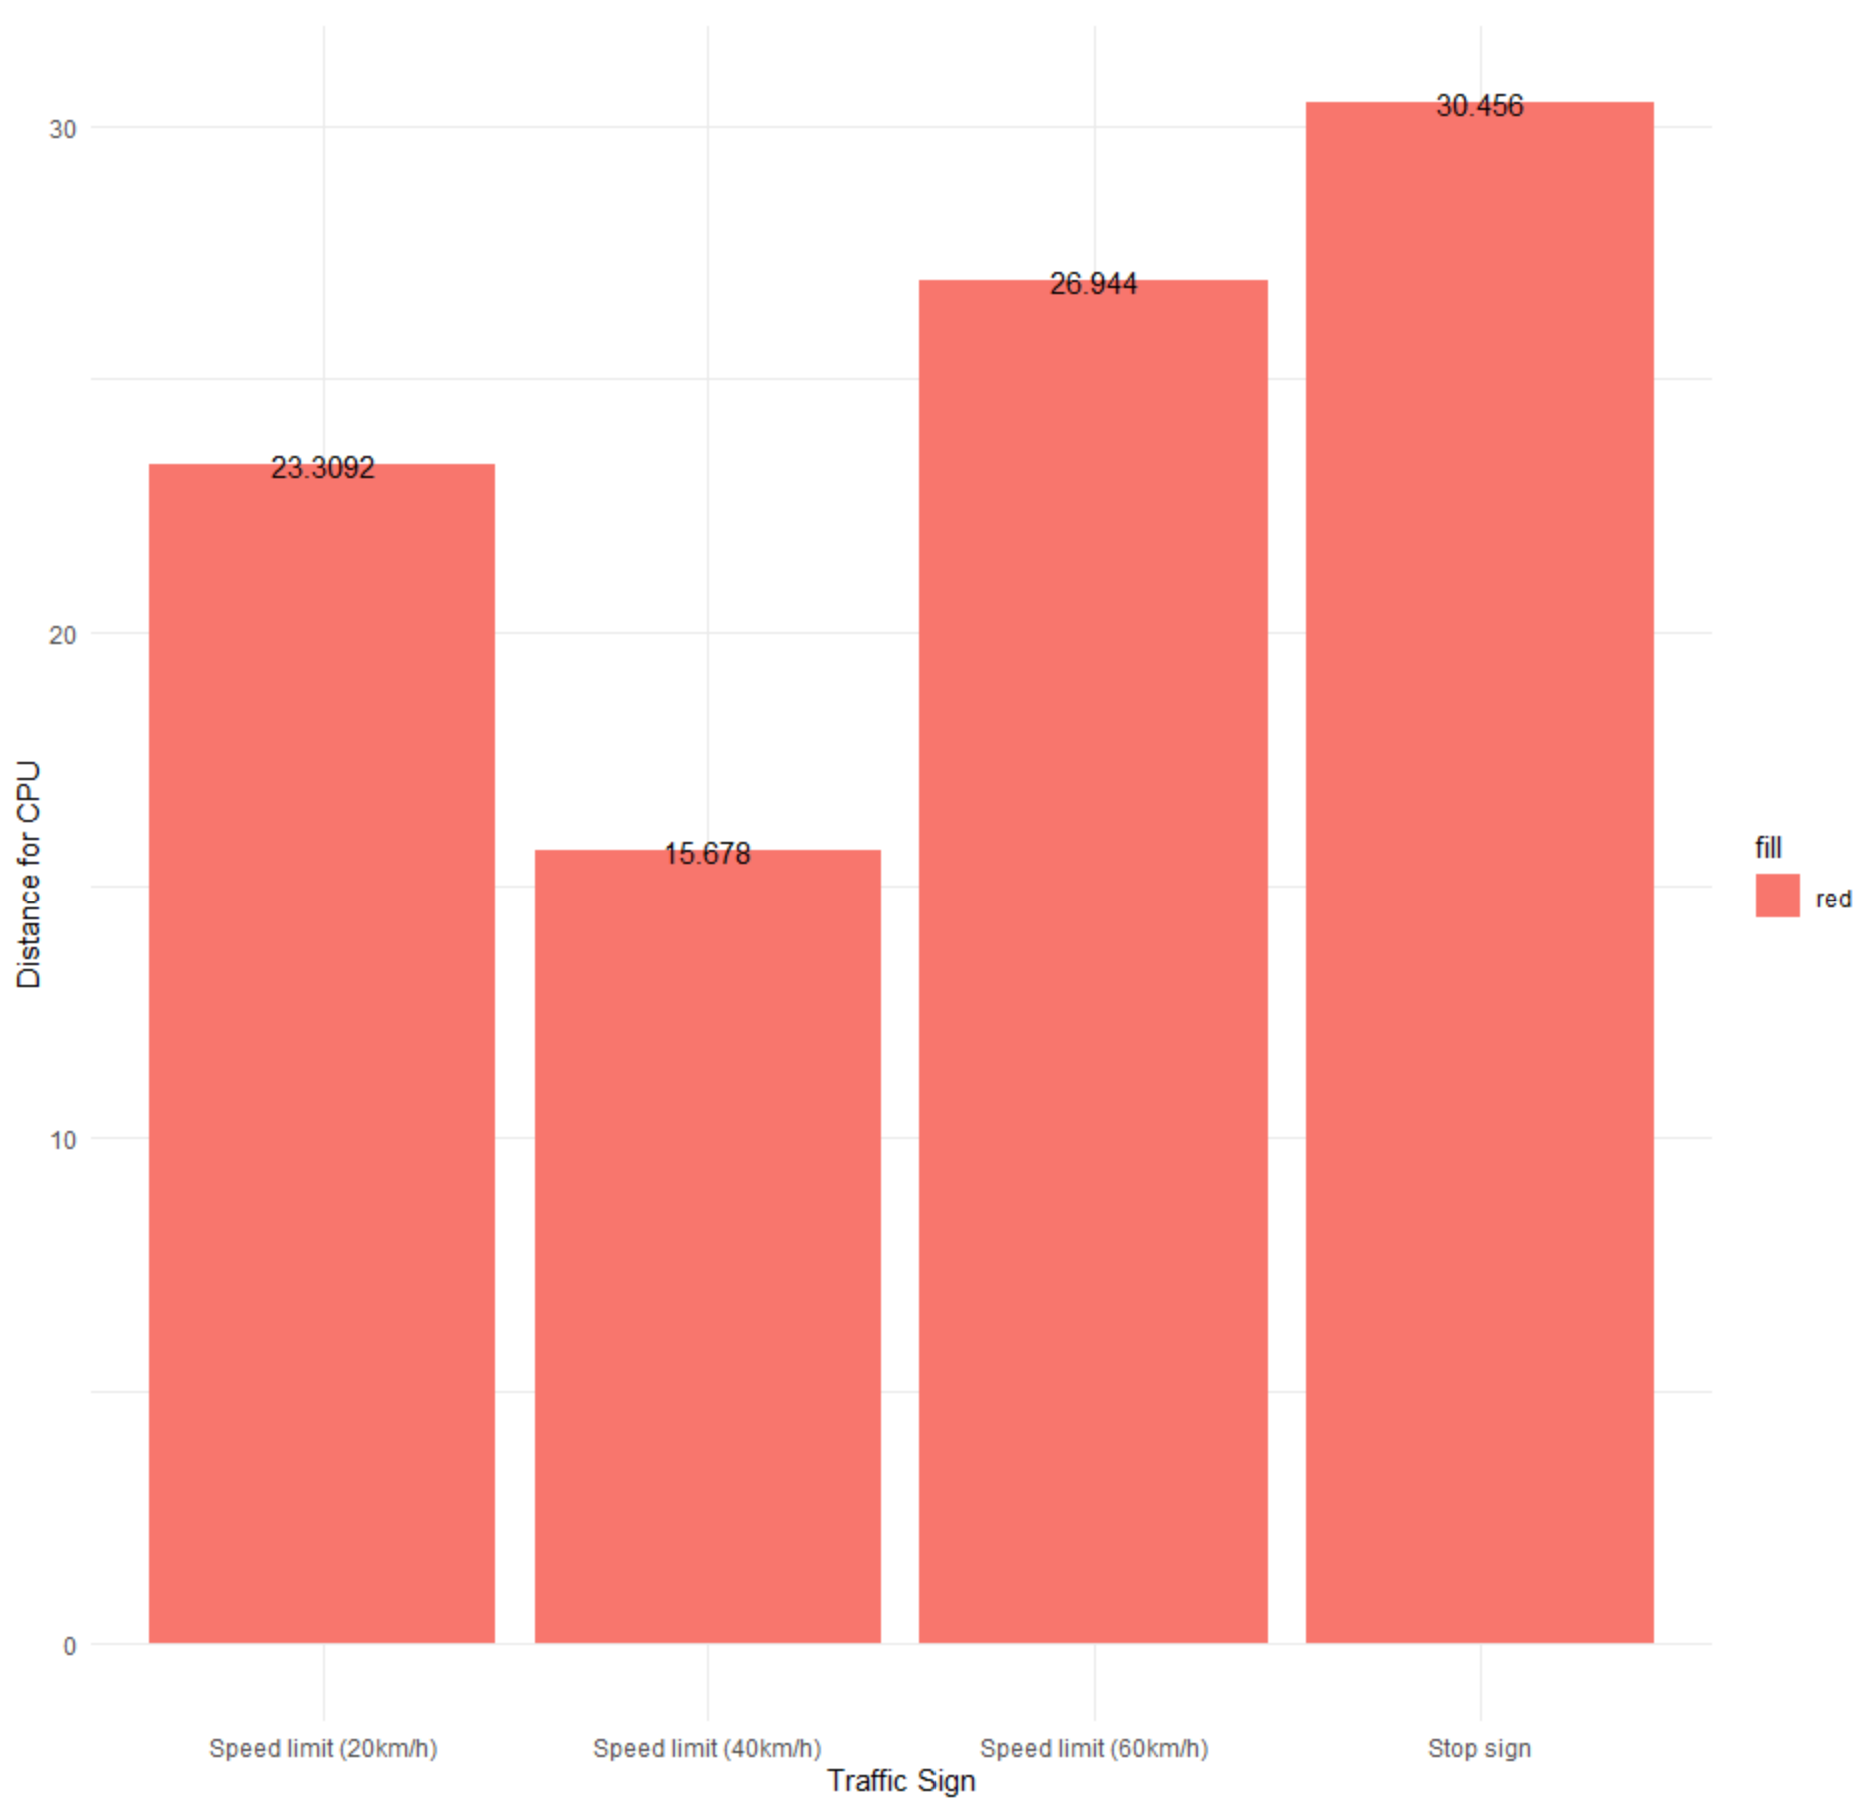 30.456
30
26.944
23.3092
20
15.678
Distance for CPU
fill
red
10
0
Speed limit (20km/h) Speed limit (40km/h) Speed limit (60km/h) Stop sign
Traffic Sign